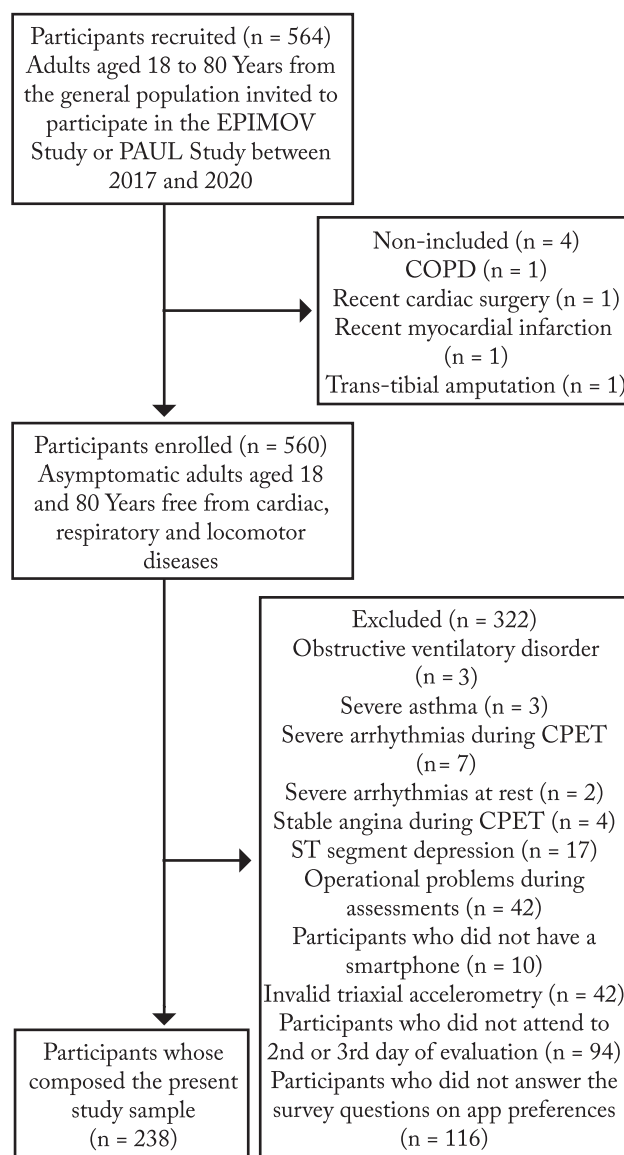 Participants recruited (n = 564)
Adults aged 18 to 80 Years from
the general population invited to
participate in the EPIMOV
Study or PAUL Study between
2017 and 2020
Non-included (n = 4)
COPD (n = 1)
Recent cardiac surgery (n = 1)
Recent myocardial infarction
(n = 1)
Trans-tibial amputation (n = 1)
Participants enrolled (n = 560)
Asymptomatic adults aged 18
and 80 Years free from cardiac,
respiratory and locomotor
diseases
Excluded (n = 322)
Obstructive ventilatory disorder
(n = 3)
Severe asthma (n = 3)
Severe arrhythmias during CPET
(n= 7)
Severe arrhythmias at rest (n = 2)
Stable angina during CPET (n = 4)
ST segment depression (n = 17)
Operational problems during
assessments (n = 42)
Participants who did not have a
smartphone (n = 10)
Invalid triaxial accelerometry (n = 42)
Participants who did not attend to
2nd or 3rd day of evaluation (n = 94)
Participants who did not answer the
survey questions on app preferences
(n = 116)
Participants whose
composed the present
study sample
(n = 238)